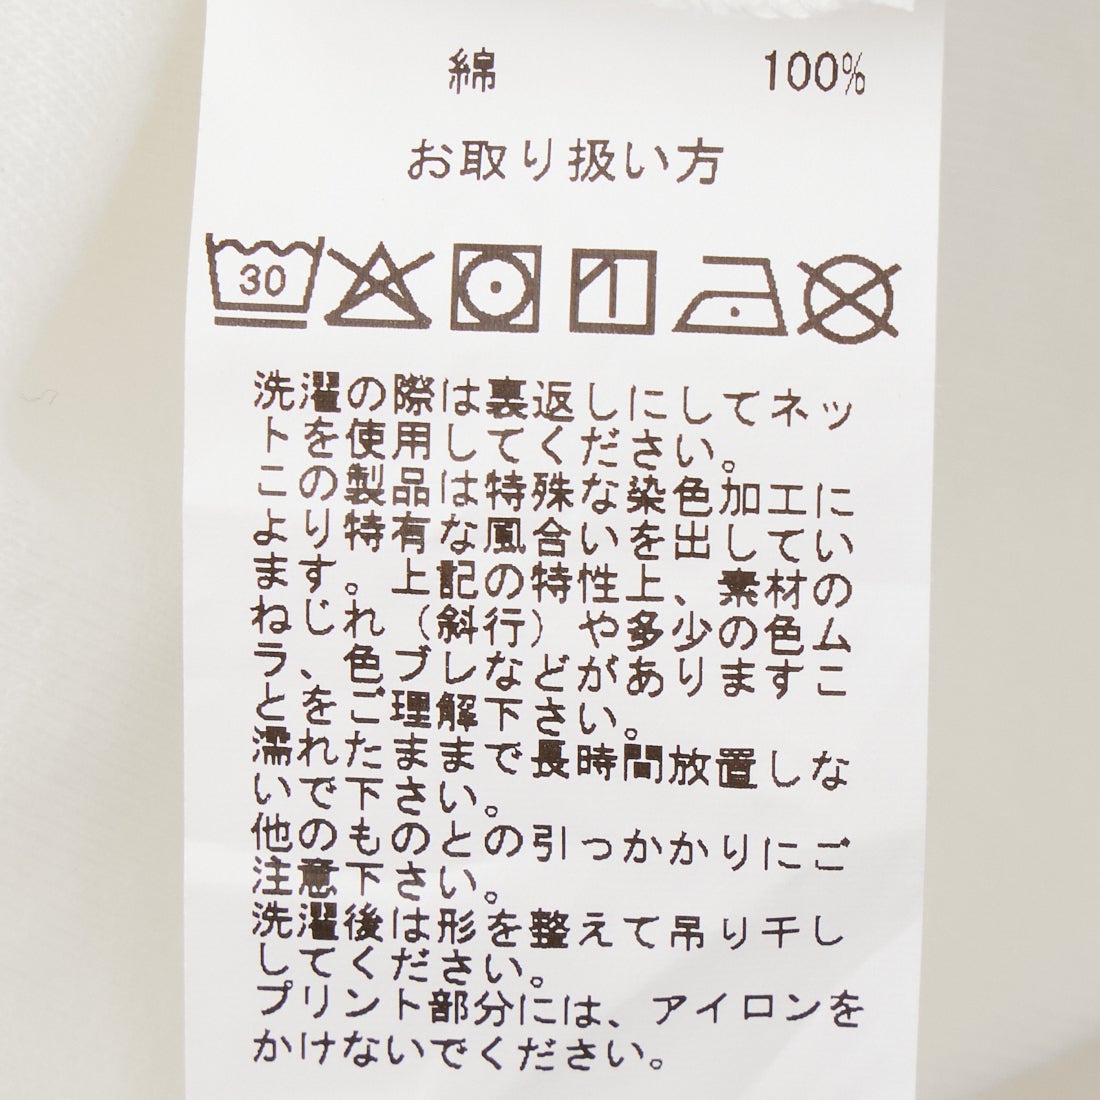 綿 100%
お取り扱い方
30
洗濯の際は裏返しにしてネッ
トを使用してください。
この製品は特殊な染色加工に
より特有な風合いを出してい
ます。上記の特性上、素材の
ねじれ（斜行）や多少の色ム
ラ、色ブレなどがありますこ
とをご理解下さい。
濡れたままで長時間放置しな
いで下さい。
他のものとの引っかかりにご
注意下さい。
洗濯後は形を整えて吊り干し
してください。
プリント部分には、アイロンを
かけないでください。